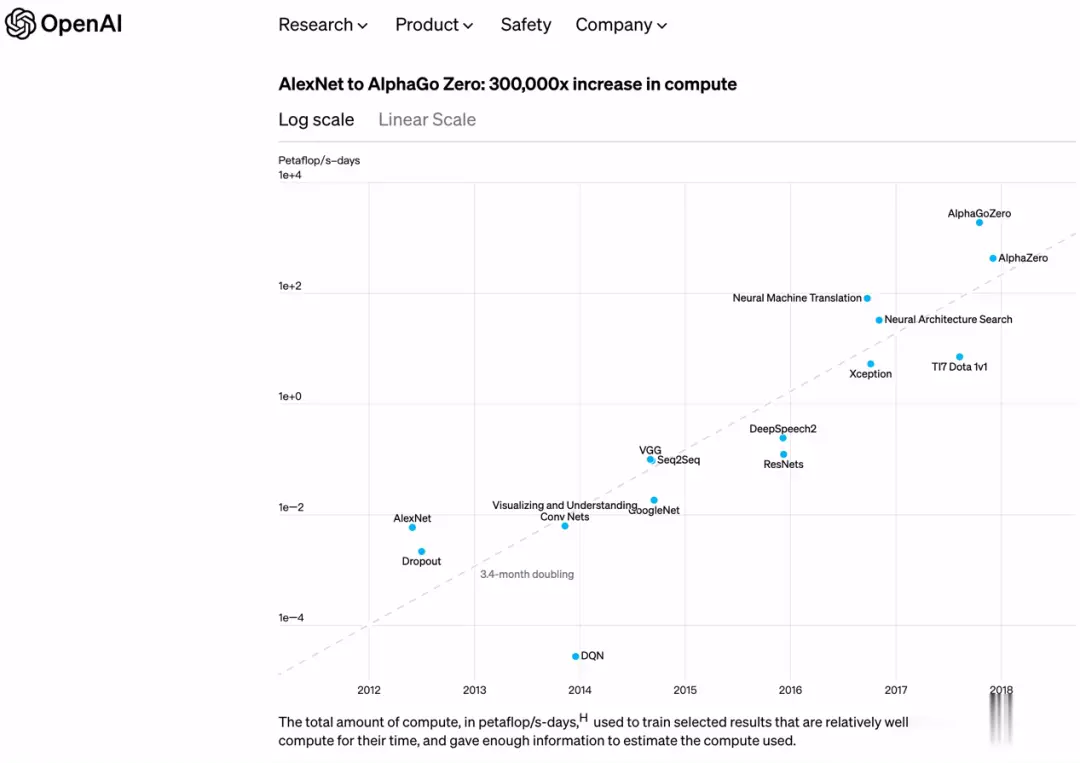 OpenAI
Research Product Safety Company
AlexNet to AlphaGo Zero: 300,000x increase in compute
Log scale Linear Scale
Petaflop/s–days
1e+4
AlphaGoZero
AlphaZero
1e+2
Neural Machine Translation
Neural Architecture Search
TI7 Dota 1v1
Xception
1e+0
DeepSpeech2
ResNets
VGG
Seq2Seq
1e−2
Visualizing and Understanding
Conv Nets
GoogleNet
AlexNet
Dropout
3.4-month doubling
1e−4
DQN
2012 2013 2014 2015 2016 2017 2018
The total amount of compute, in petaflop/s-days,H used to train selected results that are relatively well
compute for their time, and gave enough information to estimate the compute used.